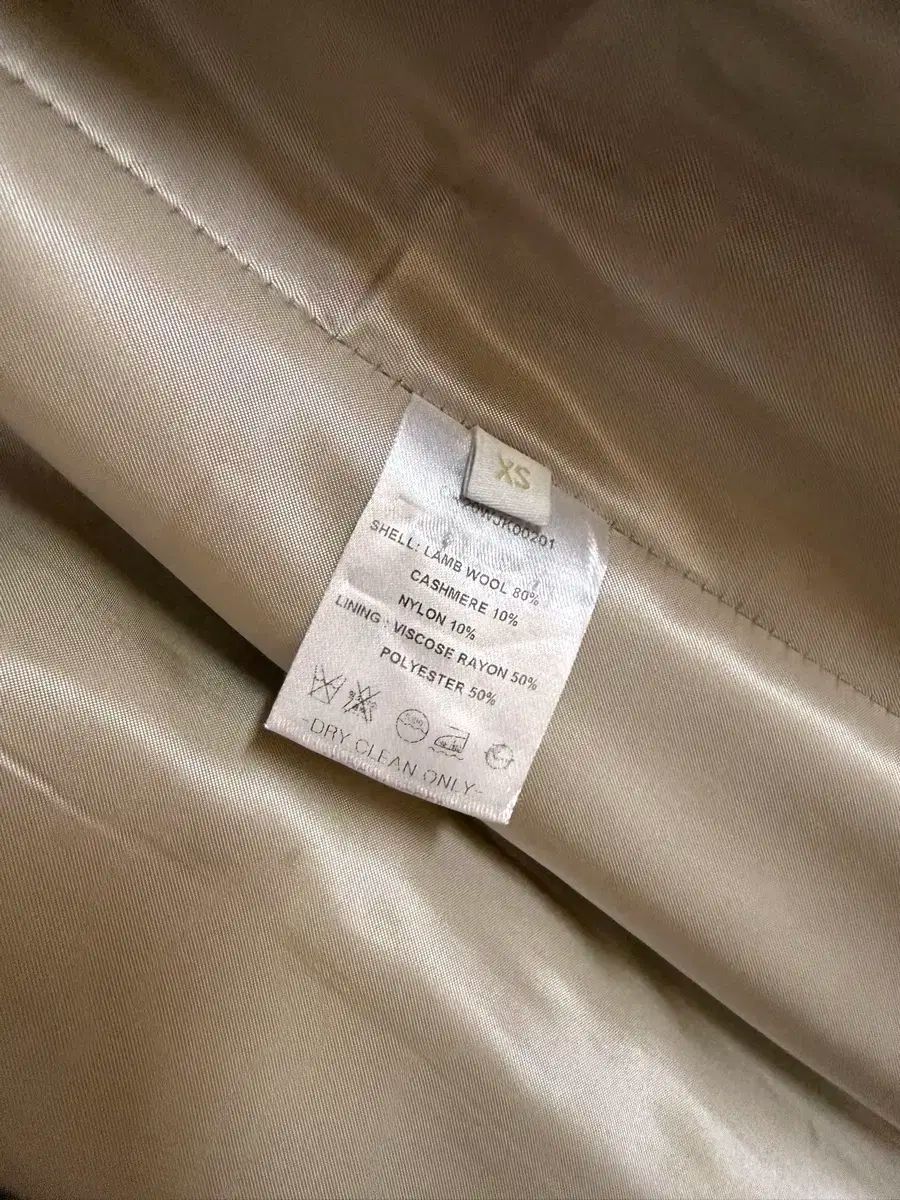 XS
SHELL: LAMB WOOL 80%
CASHMERE 10%
NYLON 10%
LINING : VISCOSE RAYON 50%
POLYESTER 50%
-DRY CLEAN ONLY-